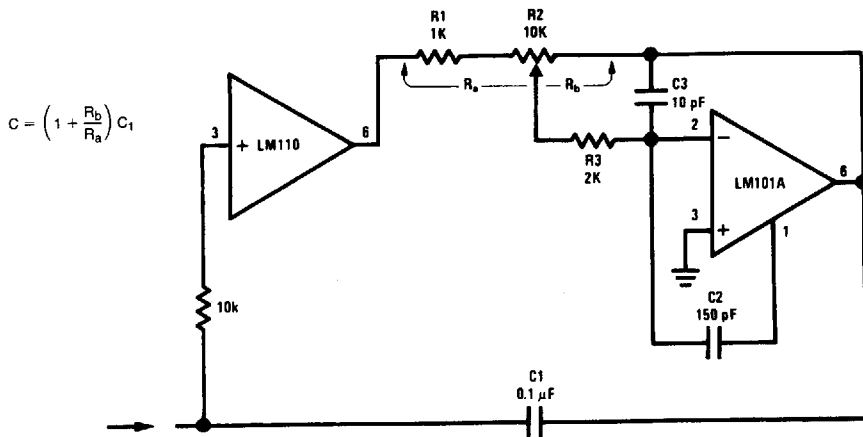 R1
1K
R2
10K
Ra
Rb
C3
10 pF
C = (1 + Rb/Ra) C1
3
+
LM110
6
R3
2K
2
−
LM101A
6
3
+
1
C2
150 pF
10k
C1
0.1 μF